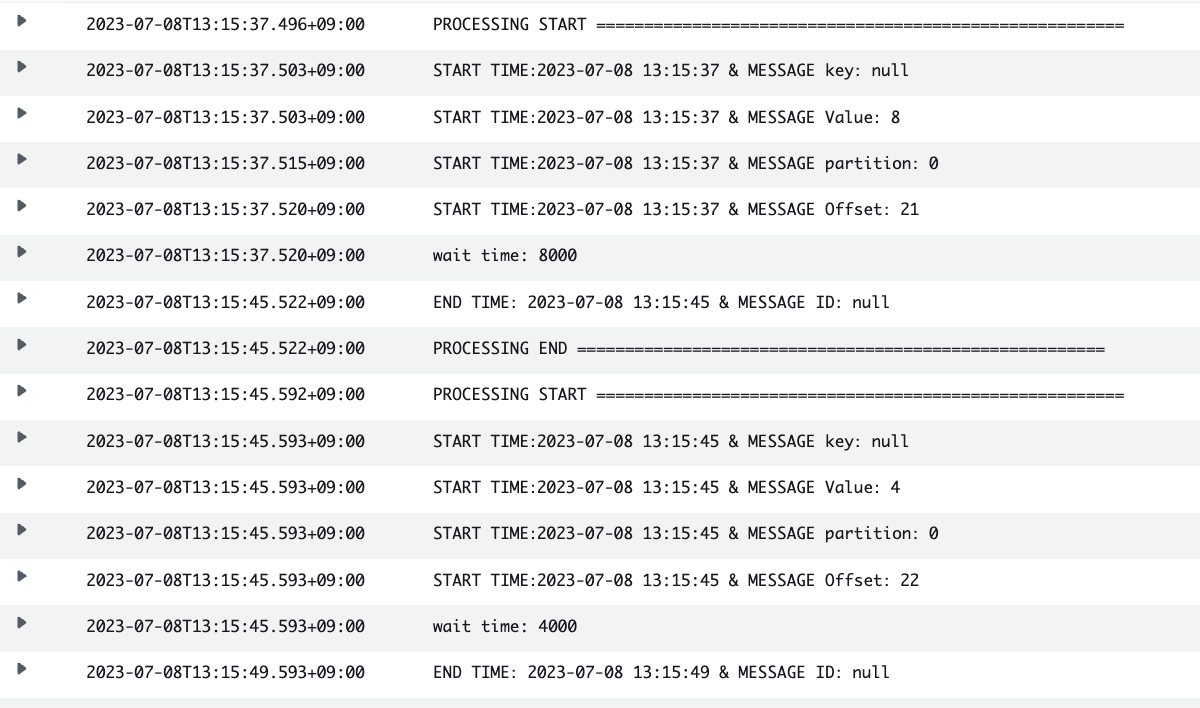 2023-07-08T13:15:37.496+09:00 PROCESSING START =======================================================
2023-07-08T13:15:37.503+09:00 START TIME:2023-07-08 13:15:37 & MESSAGE key: null
2023-07-08T13:15:37.503+09:00 START TIME:2023-07-08 13:15:37 & MESSAGE Value: 8
2023-07-08T13:15:37.515+09:00 START TIME:2023-07-08 13:15:37 & MESSAGE partition: 0
2023-07-08T13:15:37.520+09:00 START TIME:2023-07-08 13:15:37 & MESSAGE Offset: 21
2023-07-08T13:15:37.520+09:00 wait time: 8000
2023-07-08T13:15:45.522+09:00 END TIME: 2023-07-08 13:15:45 & MESSAGE ID: null
2023-07-08T13:15:45.522+09:00 PROCESSING END =======================================================
2023-07-08T13:15:45.592+09:00 PROCESSING START =======================================================
2023-07-08T13:15:45.593+09:00 START TIME:2023-07-08 13:15:45 & MESSAGE key: null
2023-07-08T13:15:45.593+09:00 START TIME:2023-07-08 13:15:45 & MESSAGE Value: 4
2023-07-08T13:15:45.593+09:00 START TIME:2023-07-08 13:15:45 & MESSAGE partition: 0
2023-07-08T13:15:45.593+09:00 START TIME:2023-07-08 13:15:45 & MESSAGE Offset: 22
2023-07-08T13:15:45.593+09:00 wait time: 4000
2023-07-08T13:15:49.593+09:00 END TIME: 2023-07-08 13:15:49 & MESSAGE ID: null